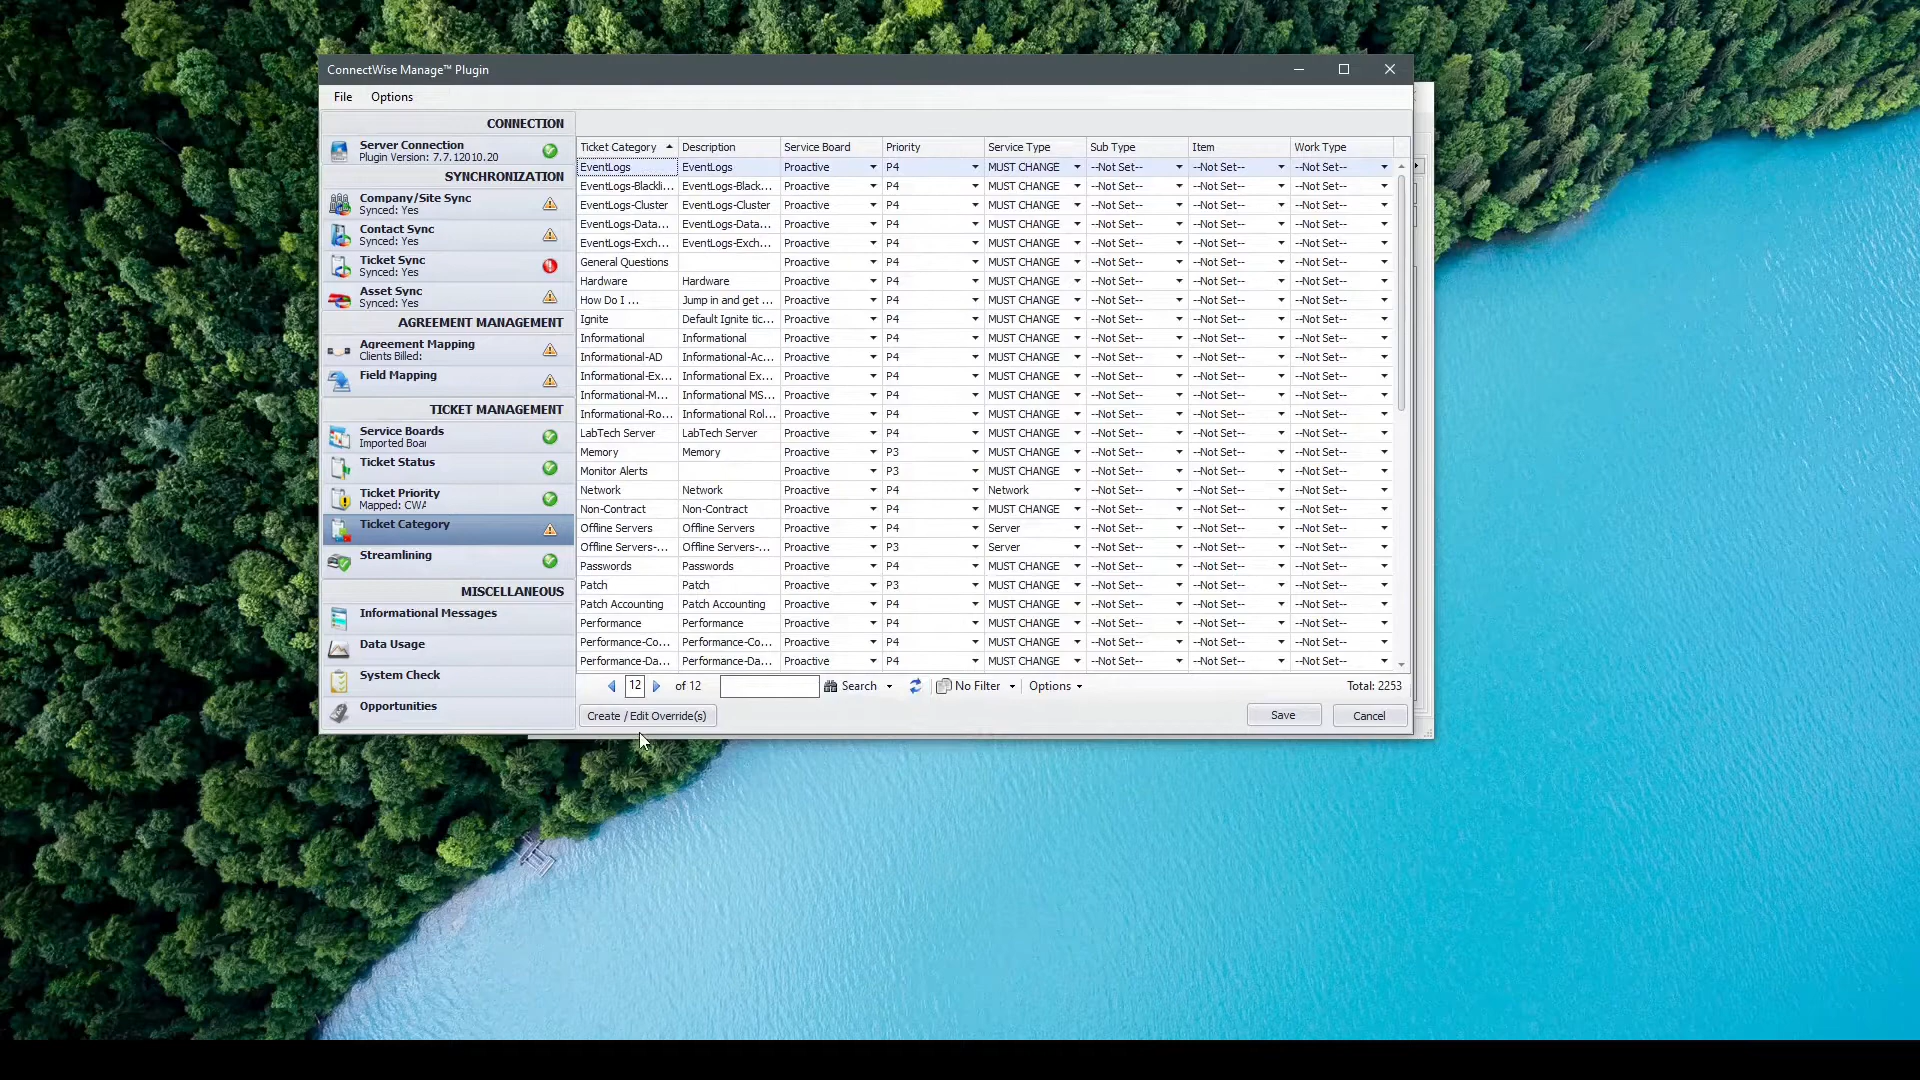 ConnectWise Manage™ Plugin
File Options
CONNECTION
Server Connection
Plugin Version: 7.7.12010.20
SYNCHRONIZATION
Company/Site Sync
Synced: Yes
Contact Sync
Synced: Yes
Ticket Sync
Synced: Yes
Asset Sync
Synced: Yes
AGREEMENT MANAGEMENT
Agreement Mapping
Clients Billed:
Field Mapping
TICKET MANAGEMENT
Service Boards
Imported Boar
Ticket Status
Ticket Priority
Mapped: CWA
Ticket Category
Streamlining
MISCELLANEOUS
Informational Messages
Data Usage
System Check
Opportunities
Ticket Category Description Service Board Priority Service Type Sub Type Item Work Type
EventLogs EventLogs Proactive P4 MUST CHANGE --Not Set-- --Not Set-- --Not Set--
EventLogs-Blackli... EventLogs-Black... Proactive P4 MUST CHANGE --Not Set-- --Not Set-- --Not Set--
EventLogs-Cluster EventLogs-Cluster Proactive P4 MUST CHANGE --Not Set-- --Not Set-- --Not Set--
EventLogs-Data... EventLogs-Data... Proactive P4 MUST CHANGE --Not Set-- --Not Set-- --Not Set--
EventLogs-Exch... EventLogs-Exch... Proactive P4 MUST CHANGE --Not Set-- --Not Set-- --Not Set--
General Questions Proactive P4 MUST CHANGE --Not Set-- --Not Set-- --Not Set--
Hardware Hardware Proactive P4 MUST CHANGE --Not Set-- --Not Set-- --Not Set--
How Do I ... Jump in and get ... Proactive P4 MUST CHANGE --Not Set-- --Not Set-- --Not Set--
Ignite Default Ignite tic... Proactive P4 MUST CHANGE --Not Set-- --Not Set-- --Not Set--
Informational Informational Proactive P4 MUST CHANGE --Not Set-- --Not Set-- --Not Set--
Informational-AD Informational-Ac... Proactive P4 MUST CHANGE --Not Set-- --Not Set-- --Not Set--
Informational-Ex... Informational Ex... Proactive P4 MUST CHANGE --Not Set-- --Not Set-- --Not Set--
Informational-M... Informational MS... Proactive P4 MUST CHANGE --Not Set-- --Not Set-- --Not Set--
Informational-Ro... Informational Rol... Proactive P4 MUST CHANGE --Not Set-- --Not Set-- --Not Set--
LabTech Server LabTech Server Proactive P4 MUST CHANGE --Not Set-- --Not Set-- --Not Set--
Memory Memory Proactive P3 MUST CHANGE --Not Set-- --Not Set-- --Not Set--
Monitor Alerts Proactive P3 MUST CHANGE --Not Set-- --Not Set-- --Not Set--
Network Network Proactive P4 Network --Not Set-- --Not Set-- --Not Set--
Non-Contract Non-Contract Proactive P4 MUST CHANGE --Not Set-- --Not Set-- --Not Set--
Offline Servers Offline Servers Proactive P4 Server --Not Set-- --Not Set-- --Not Set--
Offline Servers-... Offline Servers-... Proactive P3 Server --Not Set-- --Not Set-- --Not Set--
Passwords Passwords Proactive P4 MUST CHANGE --Not Set-- --Not Set-- --Not Set--
Patch Patch Proactive P3 MUST CHANGE --Not Set-- --Not Set-- --Not Set--
Patch Accounting Patch Accounting Proactive P4 MUST CHANGE --Not Set-- --Not Set-- --Not Set--
Performance Performance Proactive P4 MUST CHANGE --Not Set-- --Not Set-- --Not Set--
Performance-Co... Performance-Co... Proactive P4 MUST CHANGE --Not Set-- --Not Set-- --Not Set--
Performance-Da... Performance-Da... Proactive P4 MUST CHANGE --Not Set-- --Not Set-- --Not Set--
12 of 12 Search No Filter Options Total: 2253
Create / Edit Override(s) Save Cancel